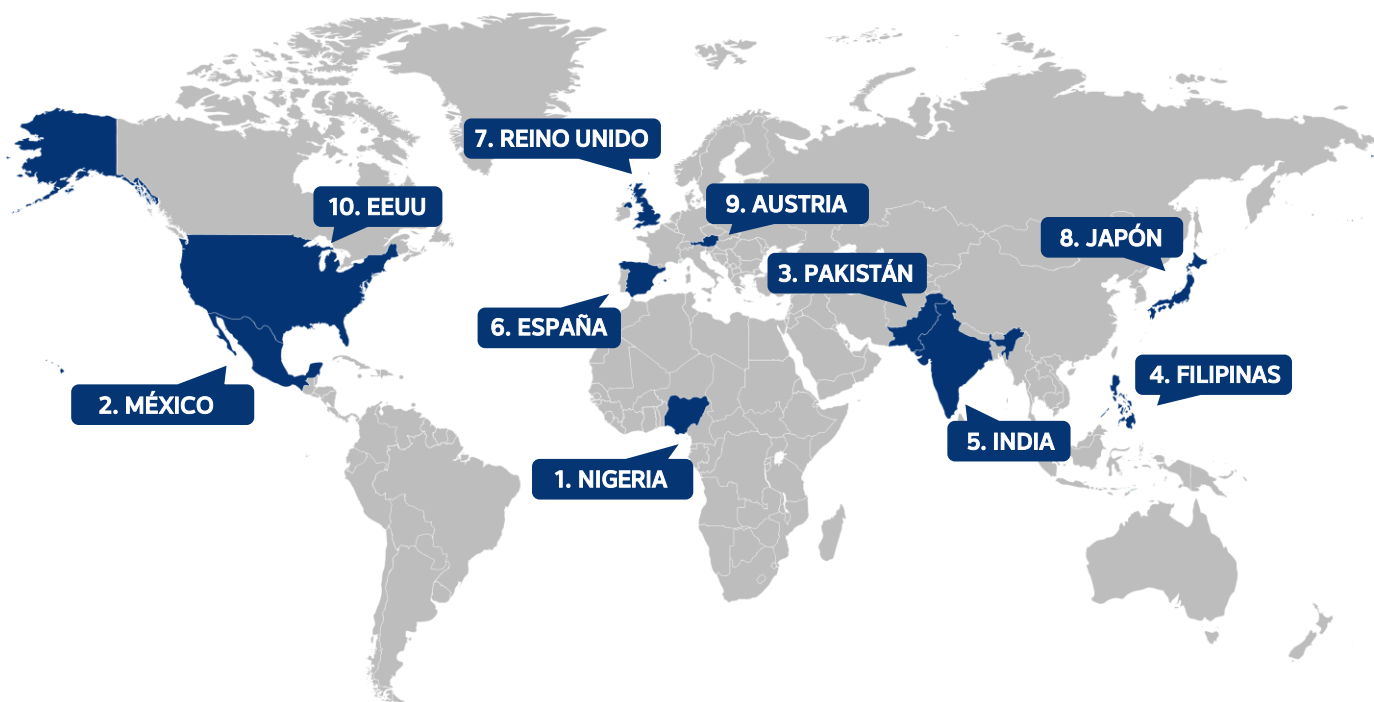 7. REINO UNIDO
10. EEUU
9. AUSTRIA
8. JAPÓN
3. PAKISTÁN
6. ESPAÑA
4. FILIPINAS
2. MÉXICO
5. INDIA
1. NIGERIA